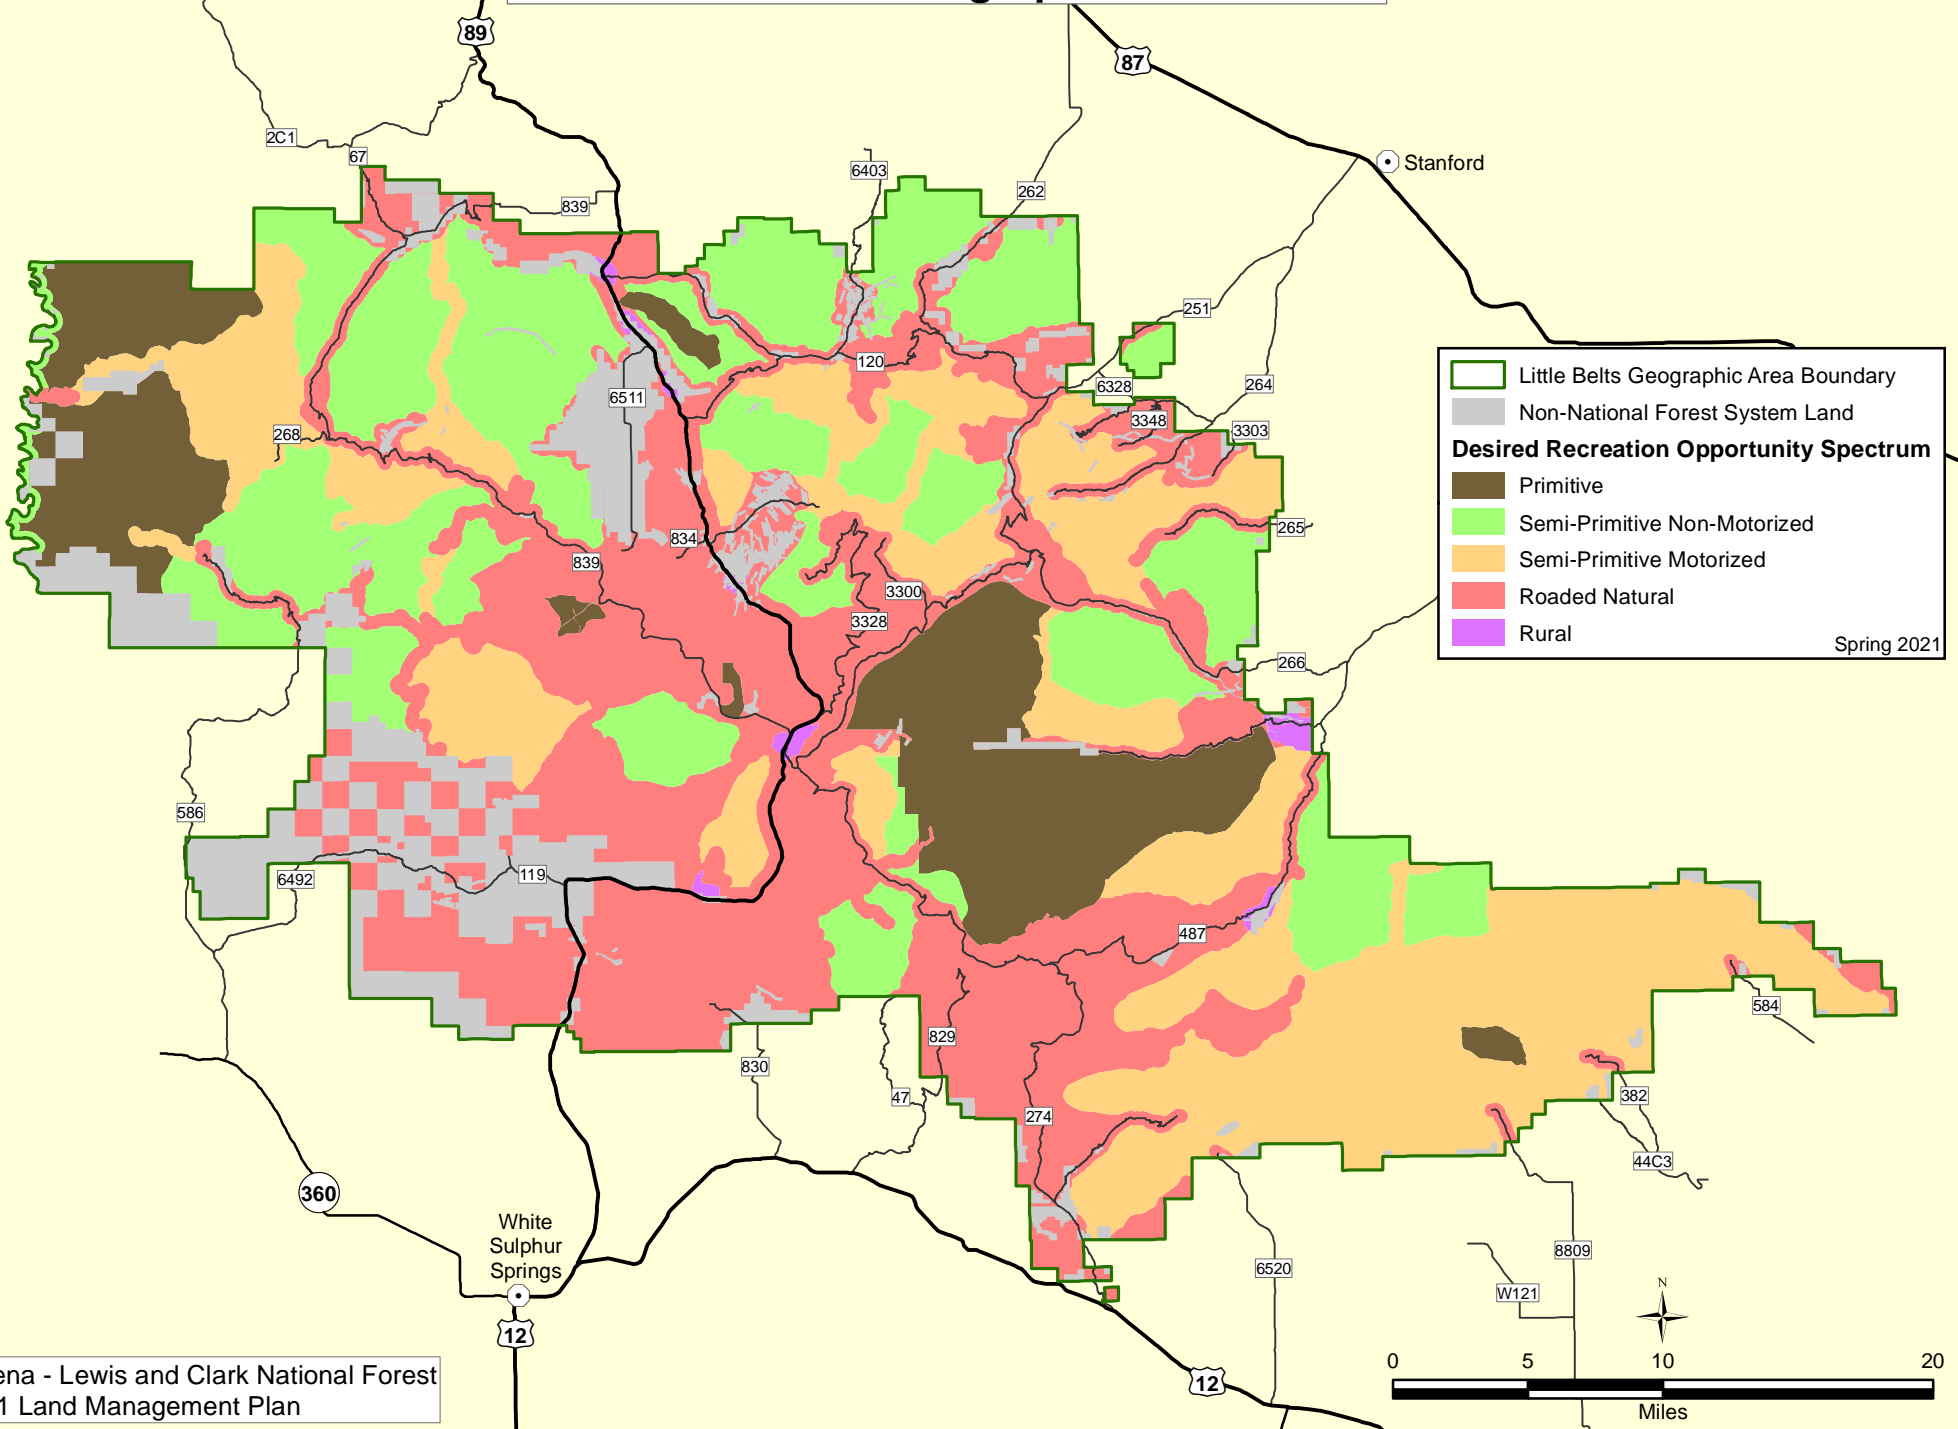 89
87
2C1
67
6403
262
Stanford
839
251
120
6328
264
6511
3348
3303
268
265
834
839
3300
3328
266
586
6492
119
487
829
584
830
47
274
382
44C3
360
White
Sulphur
Springs
6520
8809
W121
12
12
Little Belts Geographic Area Boundary
Non-National Forest System Land
Desired Recreation Opportunity Spectrum
Primitive
Semi-Primitive Non-Motorized
Semi-Primitive Motorized
Roaded Natural
Rural
Spring 2021
N
0 5 10 20
Miles
ena - Lewis and Clark National Forest
1 Land Management Plan